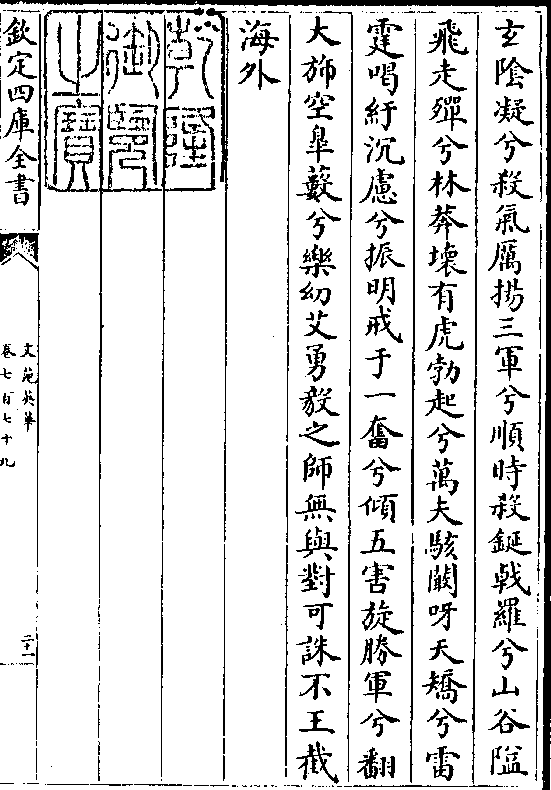 玄陰凝兮殺氣厲揚三軍兮順時殺鋋戟羅兮山谷隘
飛走殫兮林莽壞有虎勃起兮萬夫駭闞呀天矯兮雷
霆喝紆沉慮兮振明戒于一奮兮傾五害旋勝軍兮翻
大斾空臯藪兮樂幼艾勇毅之師無與對可誅不王截
海外
乾隆御覽之寶
欽定四庫全書
文苑英華
卷七百七十九
二十一